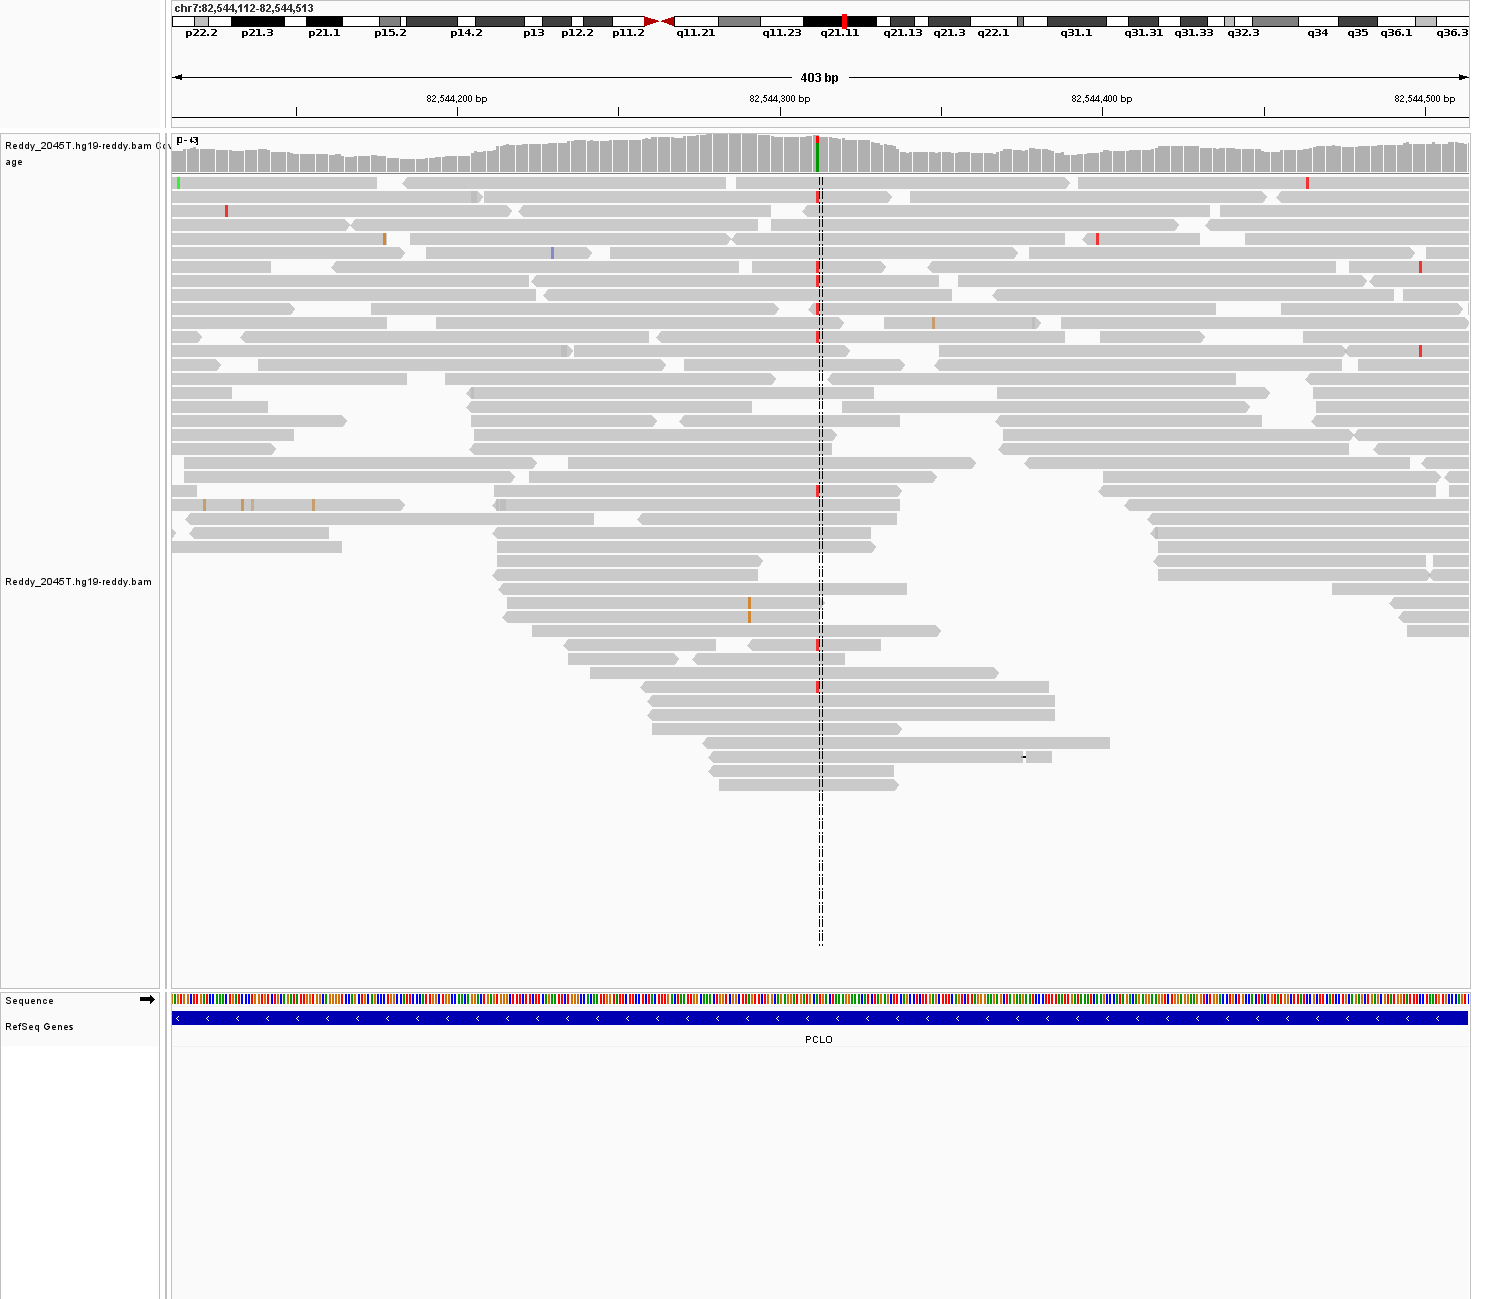 chr7:82,544,112-82,544,513
p22.2 p21.3 p21.1 p15.2 p14.2 p13 p12.2 p11.2 q11.21 q11.23 q21.11 q21.13 q21.3 q22.1 q31.1 q31.31 q31.33 q32.3 q34 q35 q36.1 q36.3
403 bp
82,544,200 bp 82,544,300 bp 82,544,400 bp 82,544,500 bp
Reddy_2045T.hg19-reddy.bam Cov
age
Reddy_2045T.hg19-reddy.bam
Sequence
RefSeq Genes
PCLO